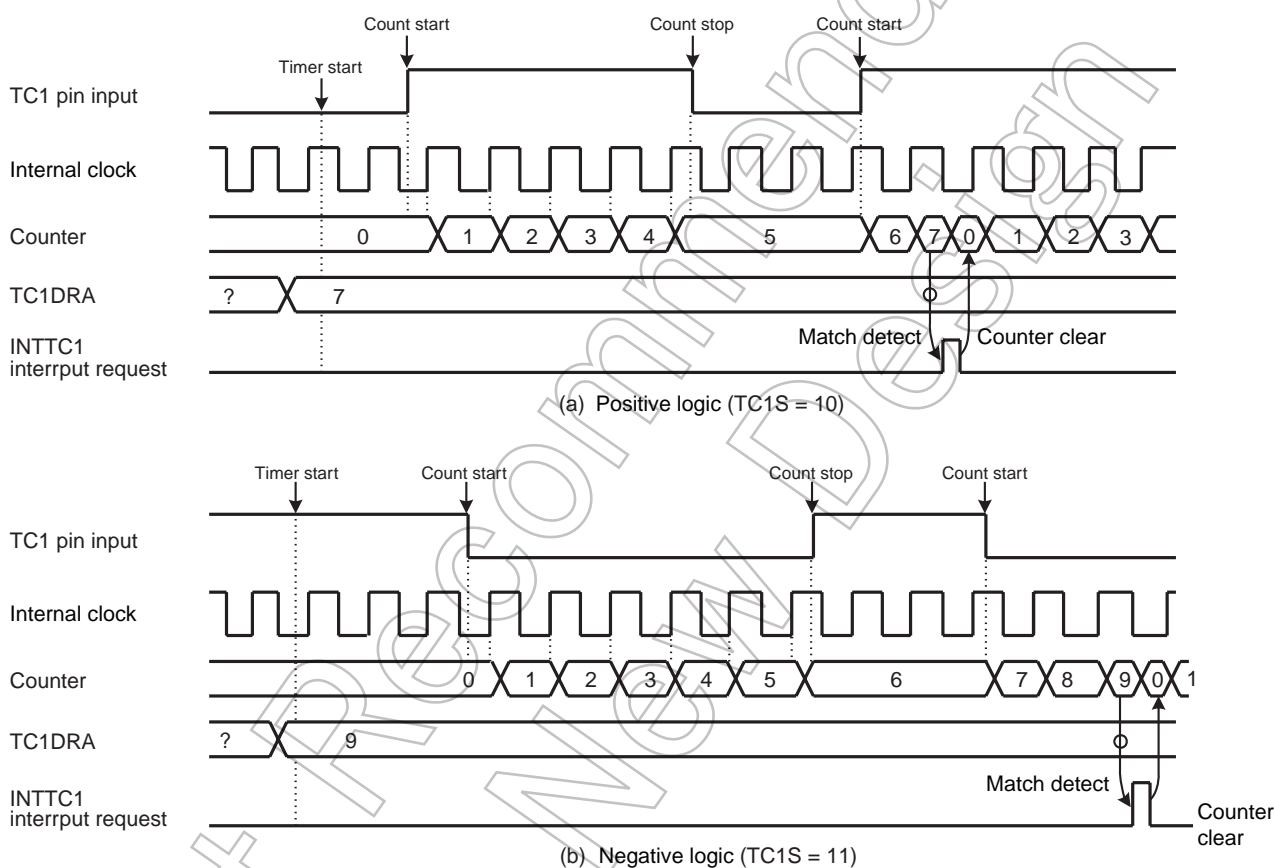 Count start Count stop Count start
Timer start
TC1 pin input
Internal clock
Counter 0 1 2 3 4 5 6 7 0 1 2 3
TC1DRA ? 7
Match detect Counter clear
INTTC1
interrput request
(a) Positive logic (TC1S = 10)
Timer start Count start Count stop Count start
TC1 pin input
Internal clock
Counter 0 1 2 3 4 5 6 7 8 9 0 1
TC1DRA ? 9
Match detect
INTTC1
interrput request
Counter
clear
(b) Negative logic (TC1S = 11)
t Recommend
New Design